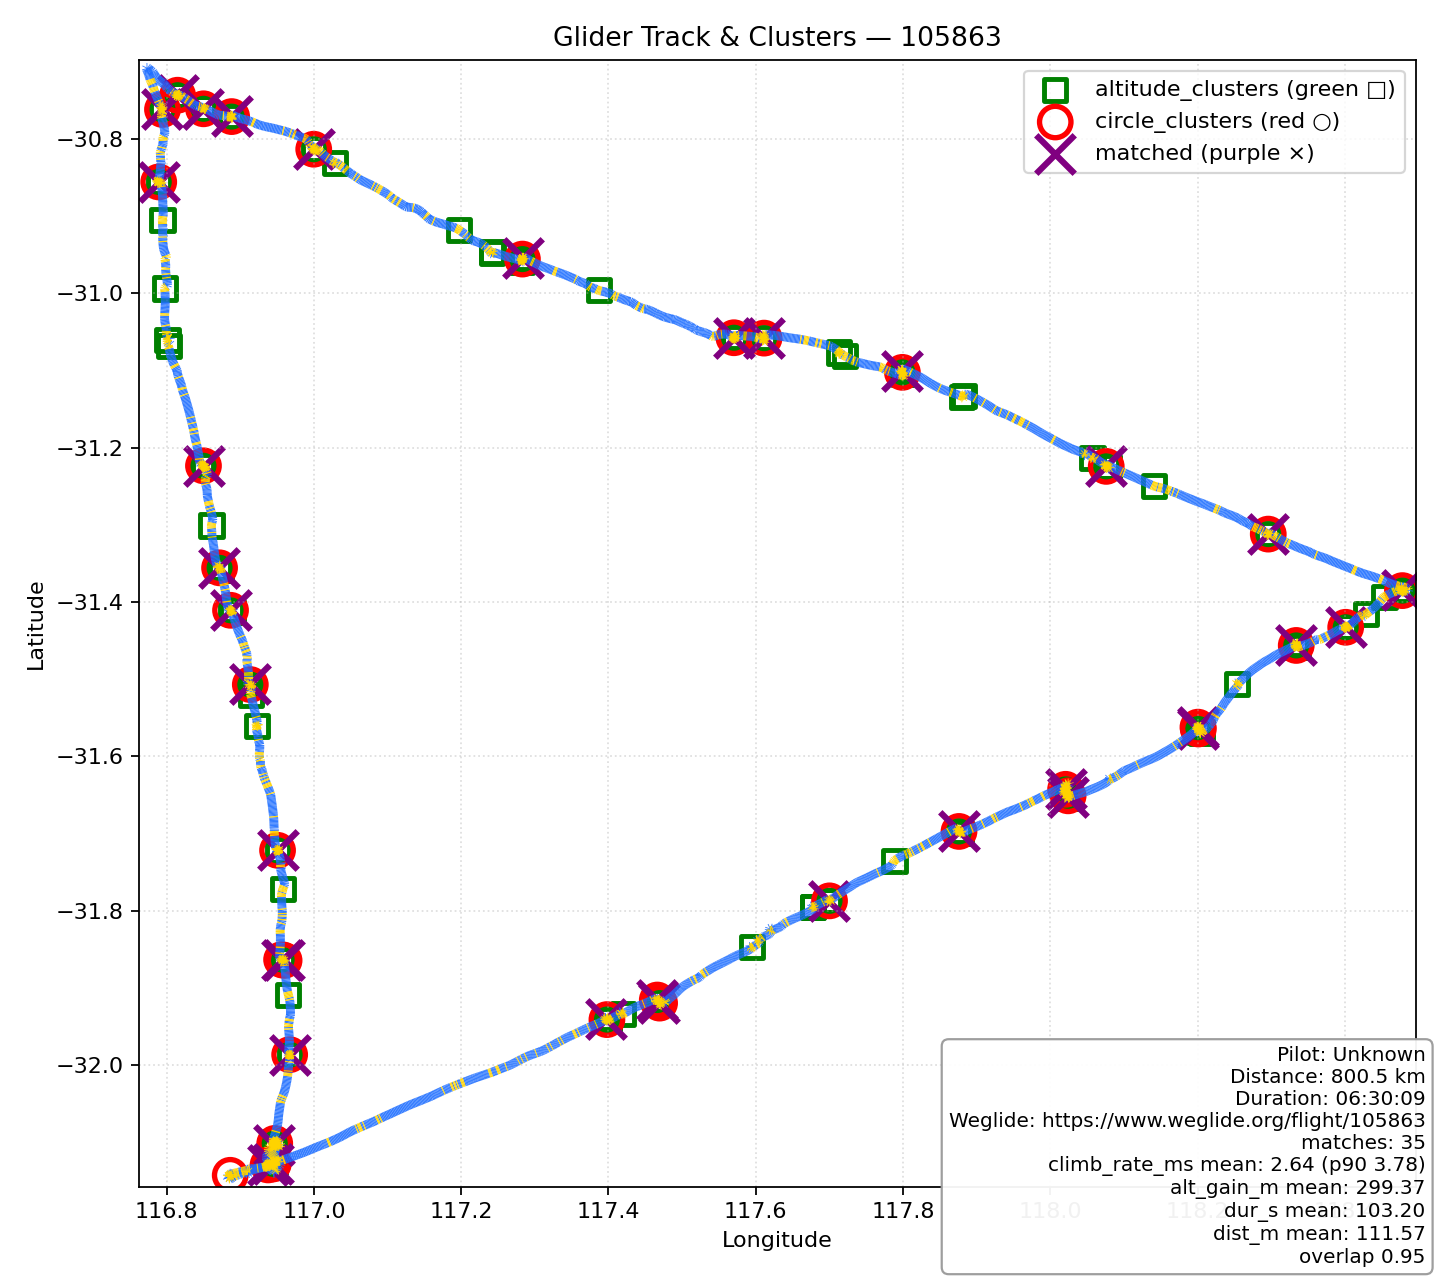 Glider Track & Clusters — 105863
altitude_clusters (green □)
circle_clusters (red ○)
matched (purple ×)
Latitude
−30.8
−31.0
−31.2
−31.4
−31.6
−31.8
−32.0
116.8
117.0
117.2
117.4
117.6
117.8
118.0
118.2
Longitude
Pilot: Unknown
Distance: 800.5 km
Duration: 06:30:09
Weglide: https://www.weglide.org/flight/105863
matches: 35
climb_rate_ms mean: 2.64 (p90 3.78)
alt_gain_m mean: 299.37
dur_s mean: 103.20
dist_m mean: 111.57
overlap 0.95